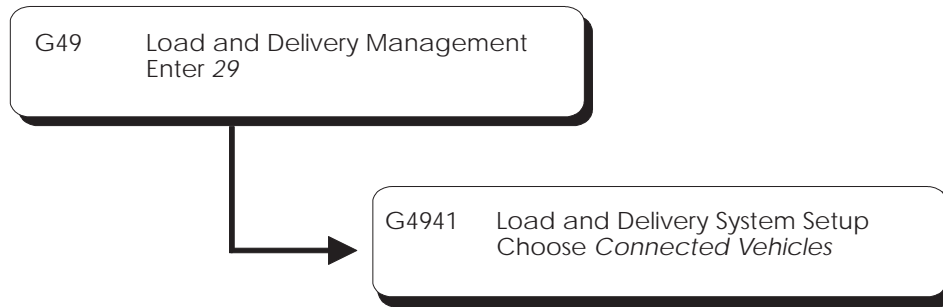 G49 Load and Delivery Management
Enter 29
G4941 Load and Delivery System Setup
Choose Connected Vehicles